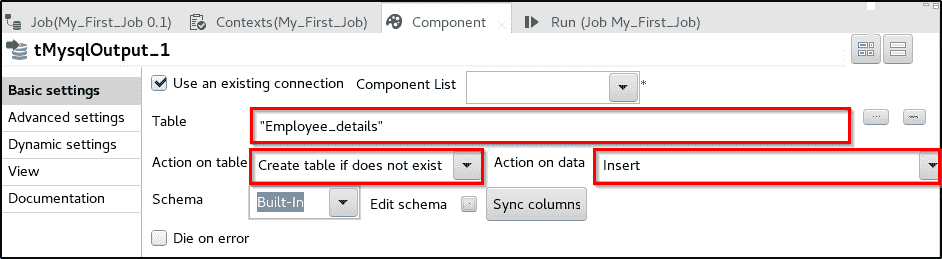 Job(My_First_Job 0.1) Contexts(My_First_Job) Component Run (Job My_First_Job)
tMysqlOutput_1
Basic settings
Advanced settings
Dynamic settings
View
Documentation
Use an existing connection Component List *
Table "Employee_details" ...
Action on table Create table if does not exist Action on data Insert
Schema Built-In Edit schema Sync columns
Die on error